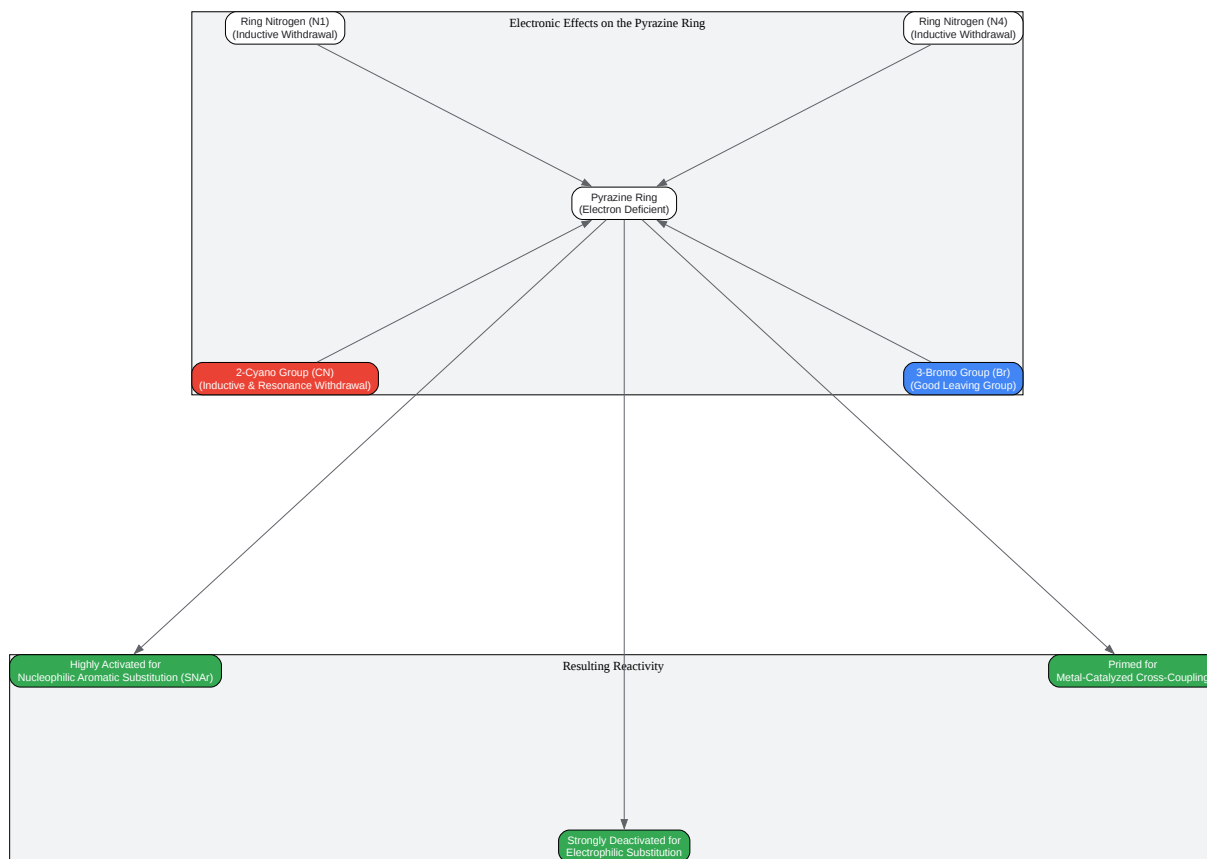 Ring Nitrogen (N1)
(Inductive Withdrawal)
Electronic Effects on the Pyrazine Ring
Ring Nitrogen (N4)
(Inductive Withdrawal)
Pyrazine Ring
(Electron Deficient)
2-Cyano Group (CN)
(Inductive & Resonance Withdrawal)
3-Bromo Group (Br)
(Good Leaving Group)
Highly Activated for
Nucleophilic Aromatic Substitution (SNAr)
Resulting Reactivity
Primed for
Metal-Catalyzed Cross-Coupling
Strongly Deactivated for
Electrophilic Substitution